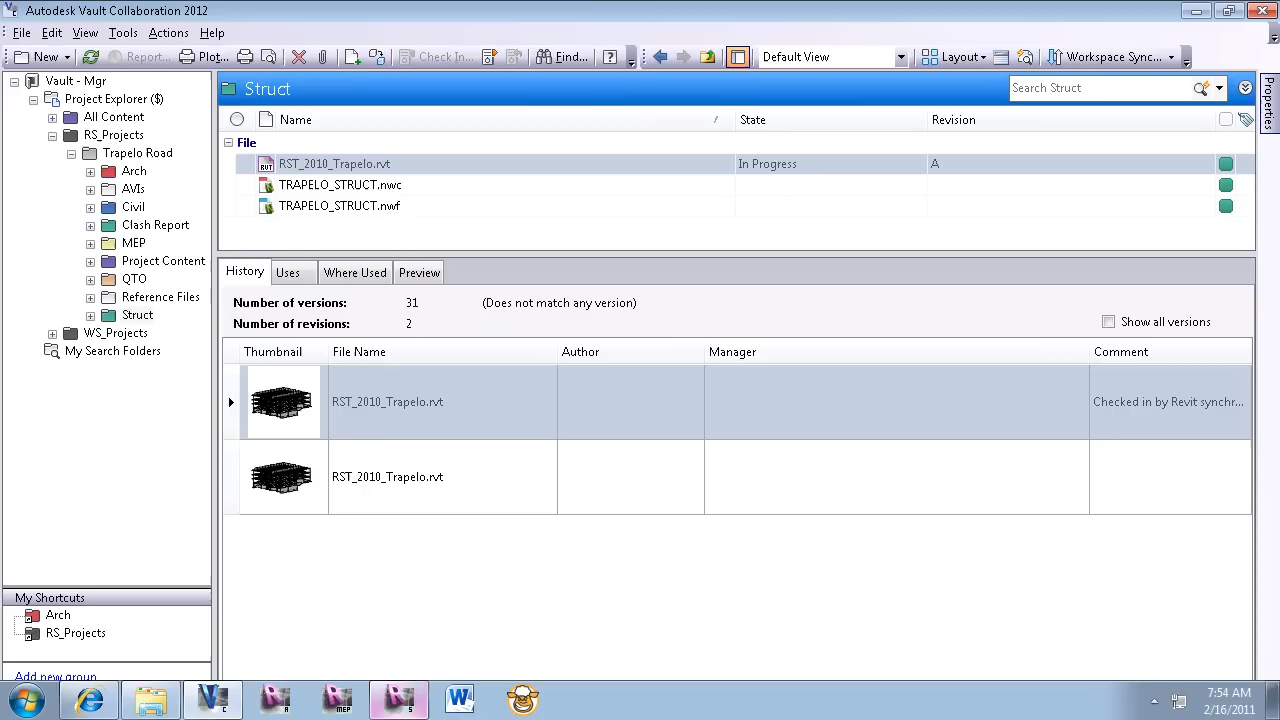 Autodesk Vault Collaboration 2012
File Edit View Tools Actions Help
New Report... Plot... Check In... Find... Default View Layout Workspace Sync...
Vault - Mgr
Project Explorer ($)
All Content
RS_Projects
Trapelo Road
Arch
AVIs
Civil
Clash Report
MEP
Project Content
QTO
Reference Files
Struct
WS_Projects
My Search Folders
My Shortcuts
Arch
RS_Projects
Add new group
Struct
Search Struct
Properties
Name / State Revision
File
RST_2010_Trapelo.rvt In Progress A
TRAPELO_STRUCT.nwc
TRAPELO_STRUCT.nwf
History Uses Where Used Preview
Number of versions: 31 (Does not match any version)
Number of revisions: 2
Show all versions
Thumbnail File Name Author Manager Comment
RST_2010_Trapelo.rvt Checked in by Revit synchr...
RST_2010_Trapelo.rvt
7:54 AM
2/16/2011